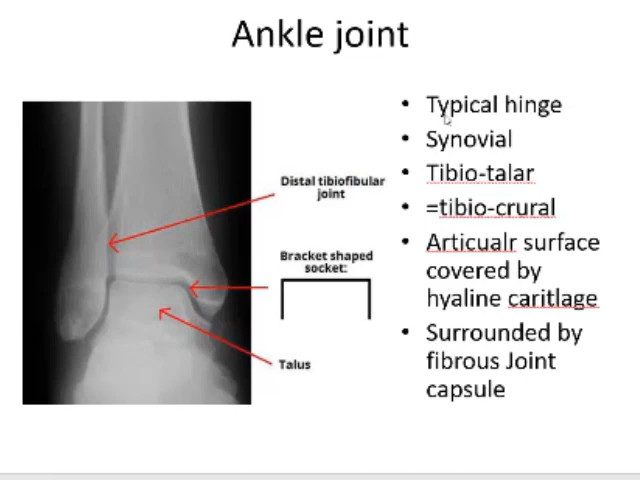 Ankle joint
• Typical hinge
• Synovial
• Tibio-talar
• =tibio-crural
• Articualr surface
covered by
hyaline caritlage
• Surrounded by
fibrous Joint
capsule
Distal tibiofibular
joint
Bracket shaped
socket:
Talus